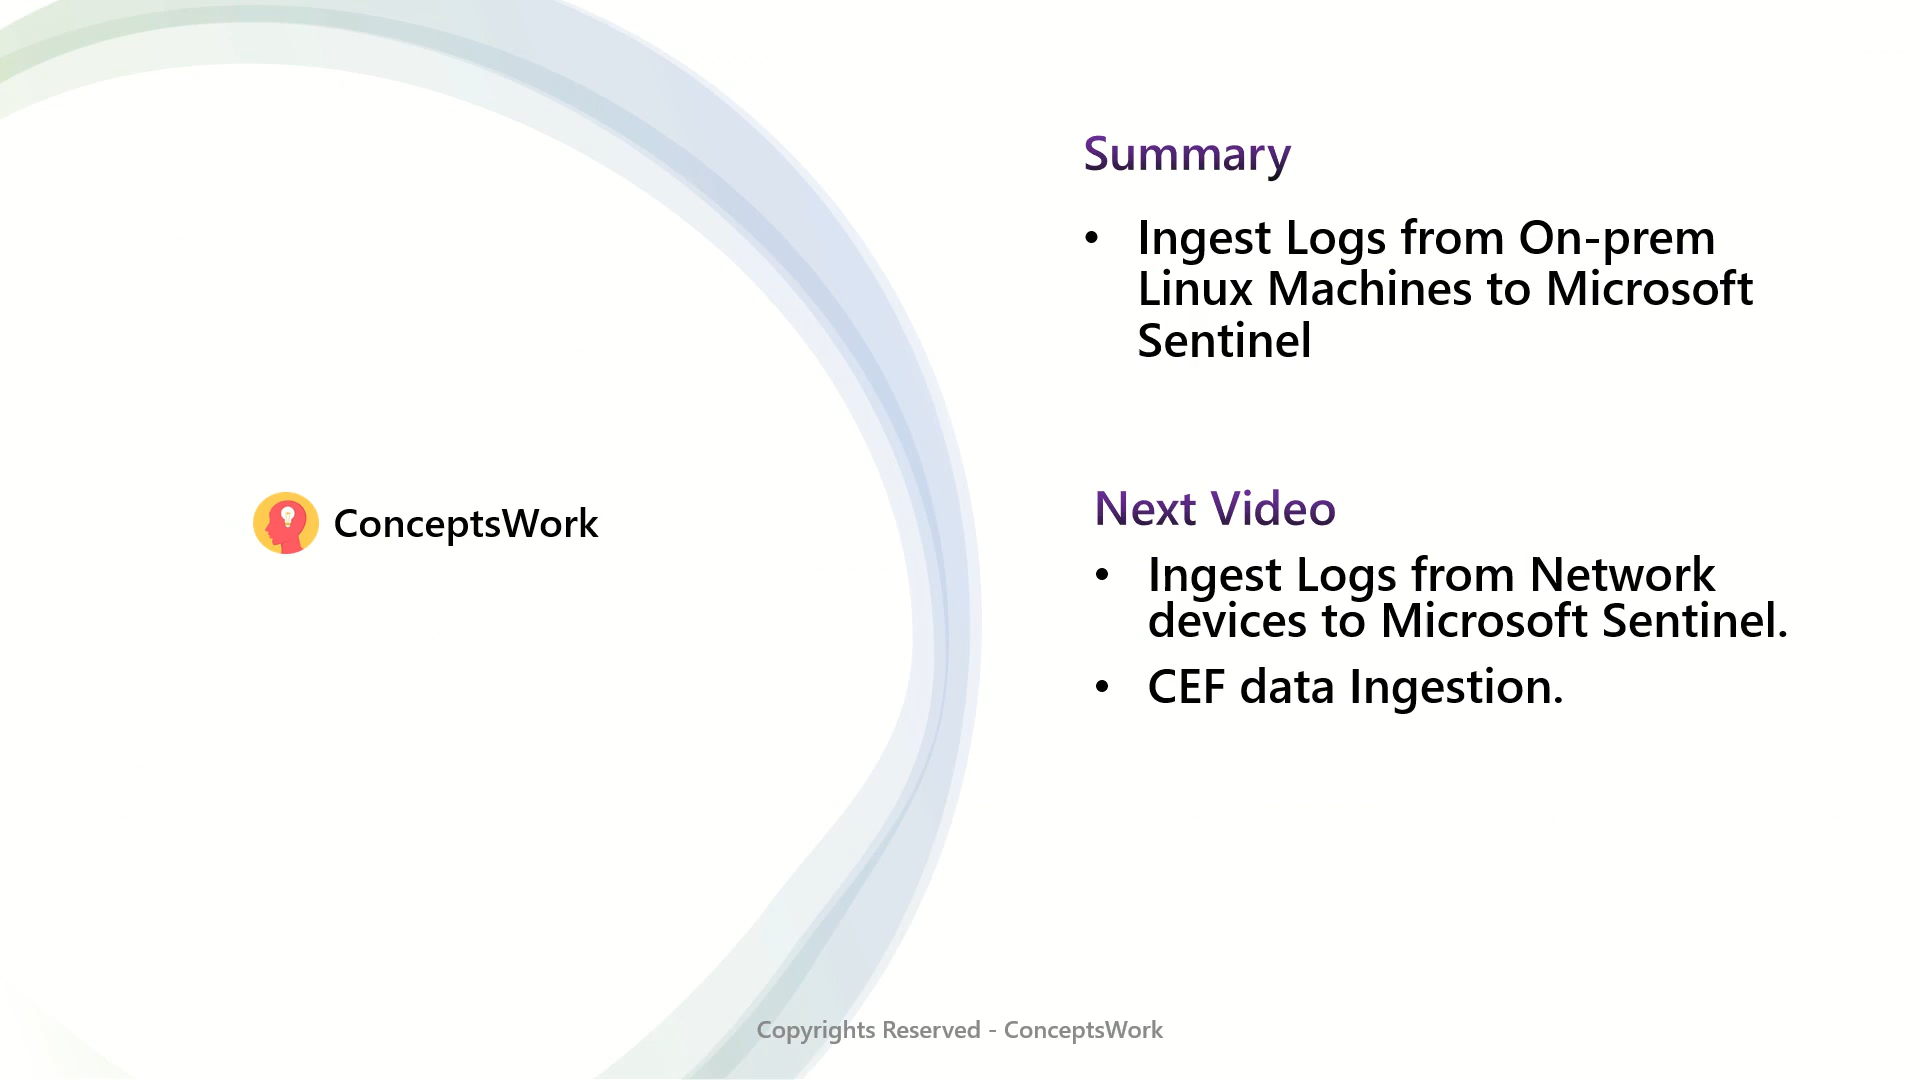 Summary
• Ingest Logs from On-prem
Linux Machines to Microsoft
Sentinel
ConceptsWork
Next Video
• Ingest Logs from Network
devices to Microsoft Sentinel.
• CEF data Ingestion.
Copyrights Reserved - ConceptsWork